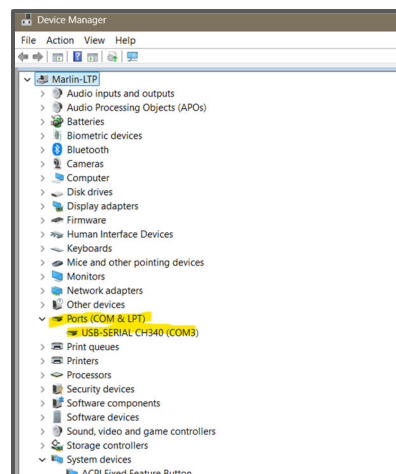 Device Manager
File Action View Help
Marlin-LTP
Audio inputs and outputs
Audio Processing Objects (APOs)
Batteries
Biometric devices
Bluetooth
Cameras
Computer
Disk drives
Display adapters
Firmware
Human Interface Devices
Keyboards
Mice and other pointing devices
Monitors
Network adapters
Other devices
Ports (COM & LPT)
USB-SERIAL CH340 (COM3)
Print queues
Printers
Processors
Security devices
Software components
Software devices
Sound, video and game controllers
Storage controllers
System devices
ACPI Fixed Feature Button